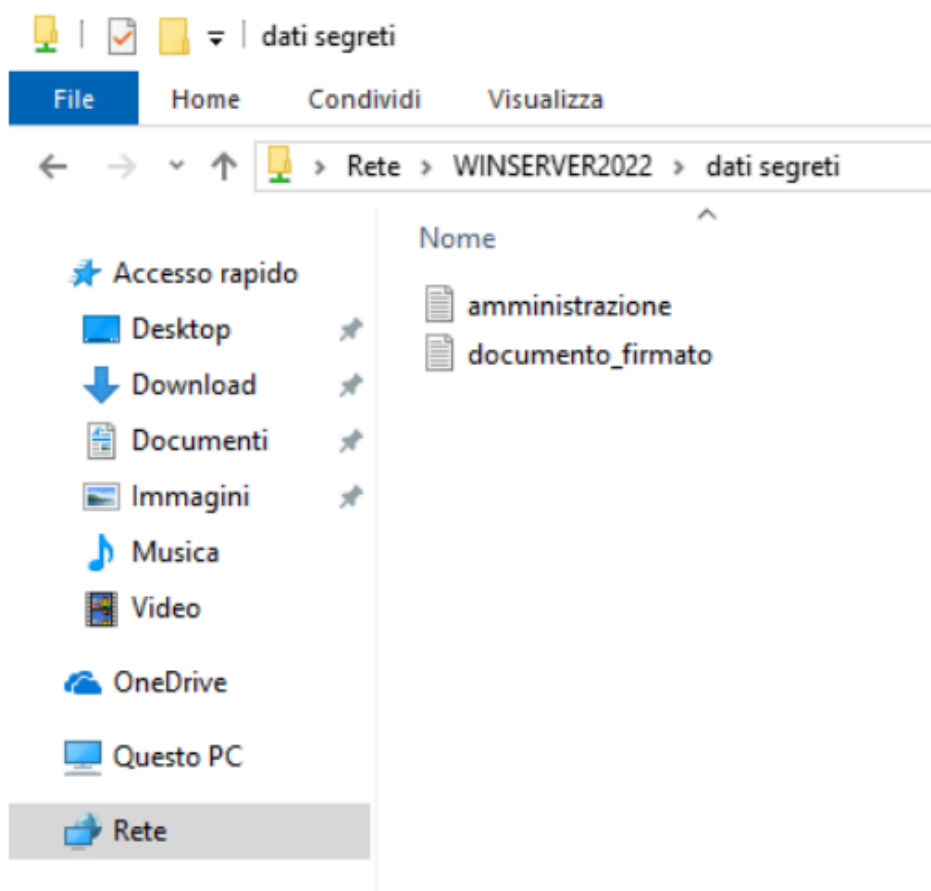 dati segreti
File Home Condividi Visualizza
Rete > WINSERVER2022 > dati segreti
Nome
Accesso rapido
Desktop
Download
Documenti
Immagini
Musica
Video
OneDrive
Questo PC
Rete
amministrazione
documento_firmato